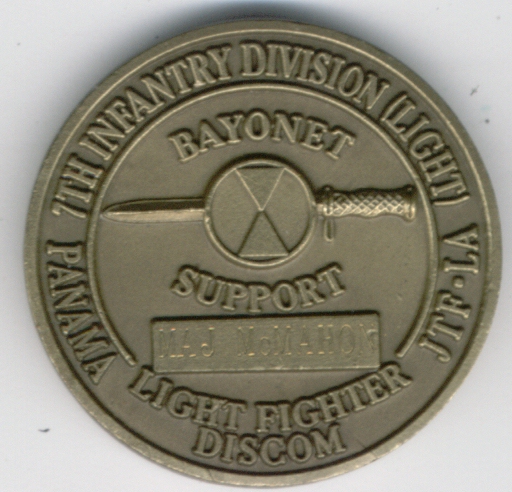 7TH INFANTRY DIVISION (LIGHT)
BAYONET
SUPPORT
MAJ McMAHON
PANAMA
JTF·LA
LIGHT FIGHTER
DISCOM